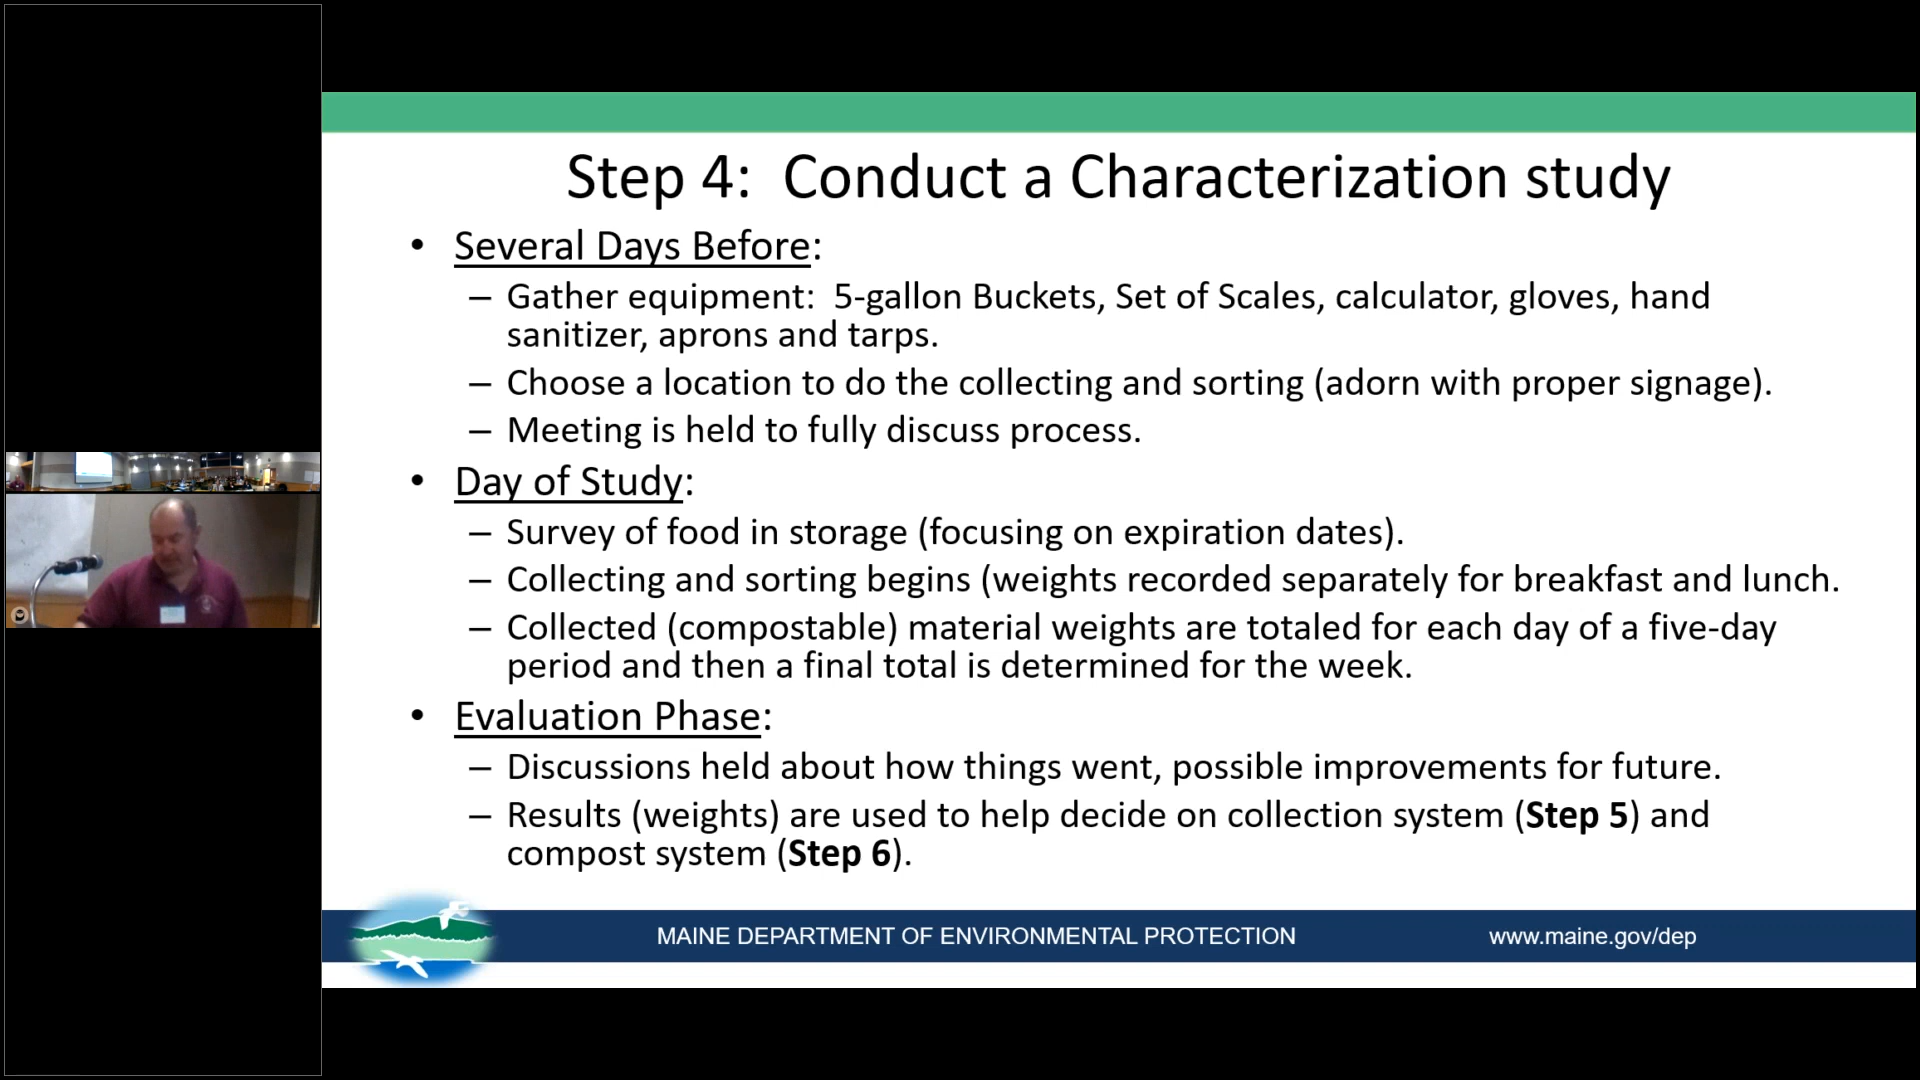 Step 4: Conduct a Characterization study
• Several Days Before:
– Gather equipment: 5-gallon Buckets, Set of Scales, calculator, gloves, hand
sanitizer, aprons and tarps.
– Choose a location to do the collecting and sorting (adorn with proper signage).
– Meeting is held to fully discuss process.
• Day of Study:
– Survey of food in storage (focusing on expiration dates).
– Collecting and sorting begins (weights recorded separately for breakfast and lunch.
– Collected (compostable) material weights are totaled for each day of a five-day
period and then a final total is determined for the week.
• Evaluation Phase:
– Discussions held about how things went, possible improvements for future.
– Results (weights) are used to help decide on collection system (Step 5) and
compost system (Step 6).
MAINE DEPARTMENT OF ENVIRONMENTAL PROTECTION
www.maine.gov/dep